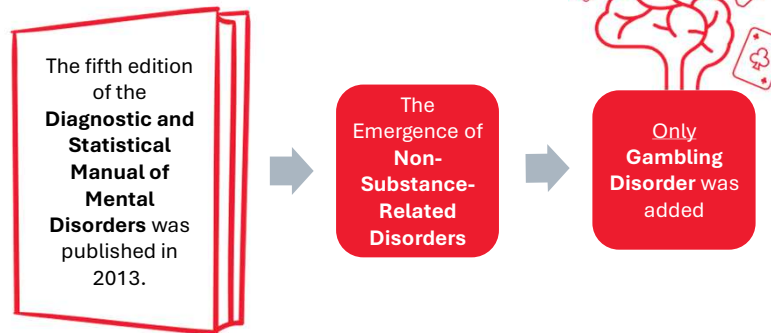 The fifth edition
of the
Diagnostic and
Statistical
Manual of
Mental
Disorders was
published in
2013.
The
Emergence of
Non-
Substance-
Related
Disorders
Only
Gambling
Disorder was
added